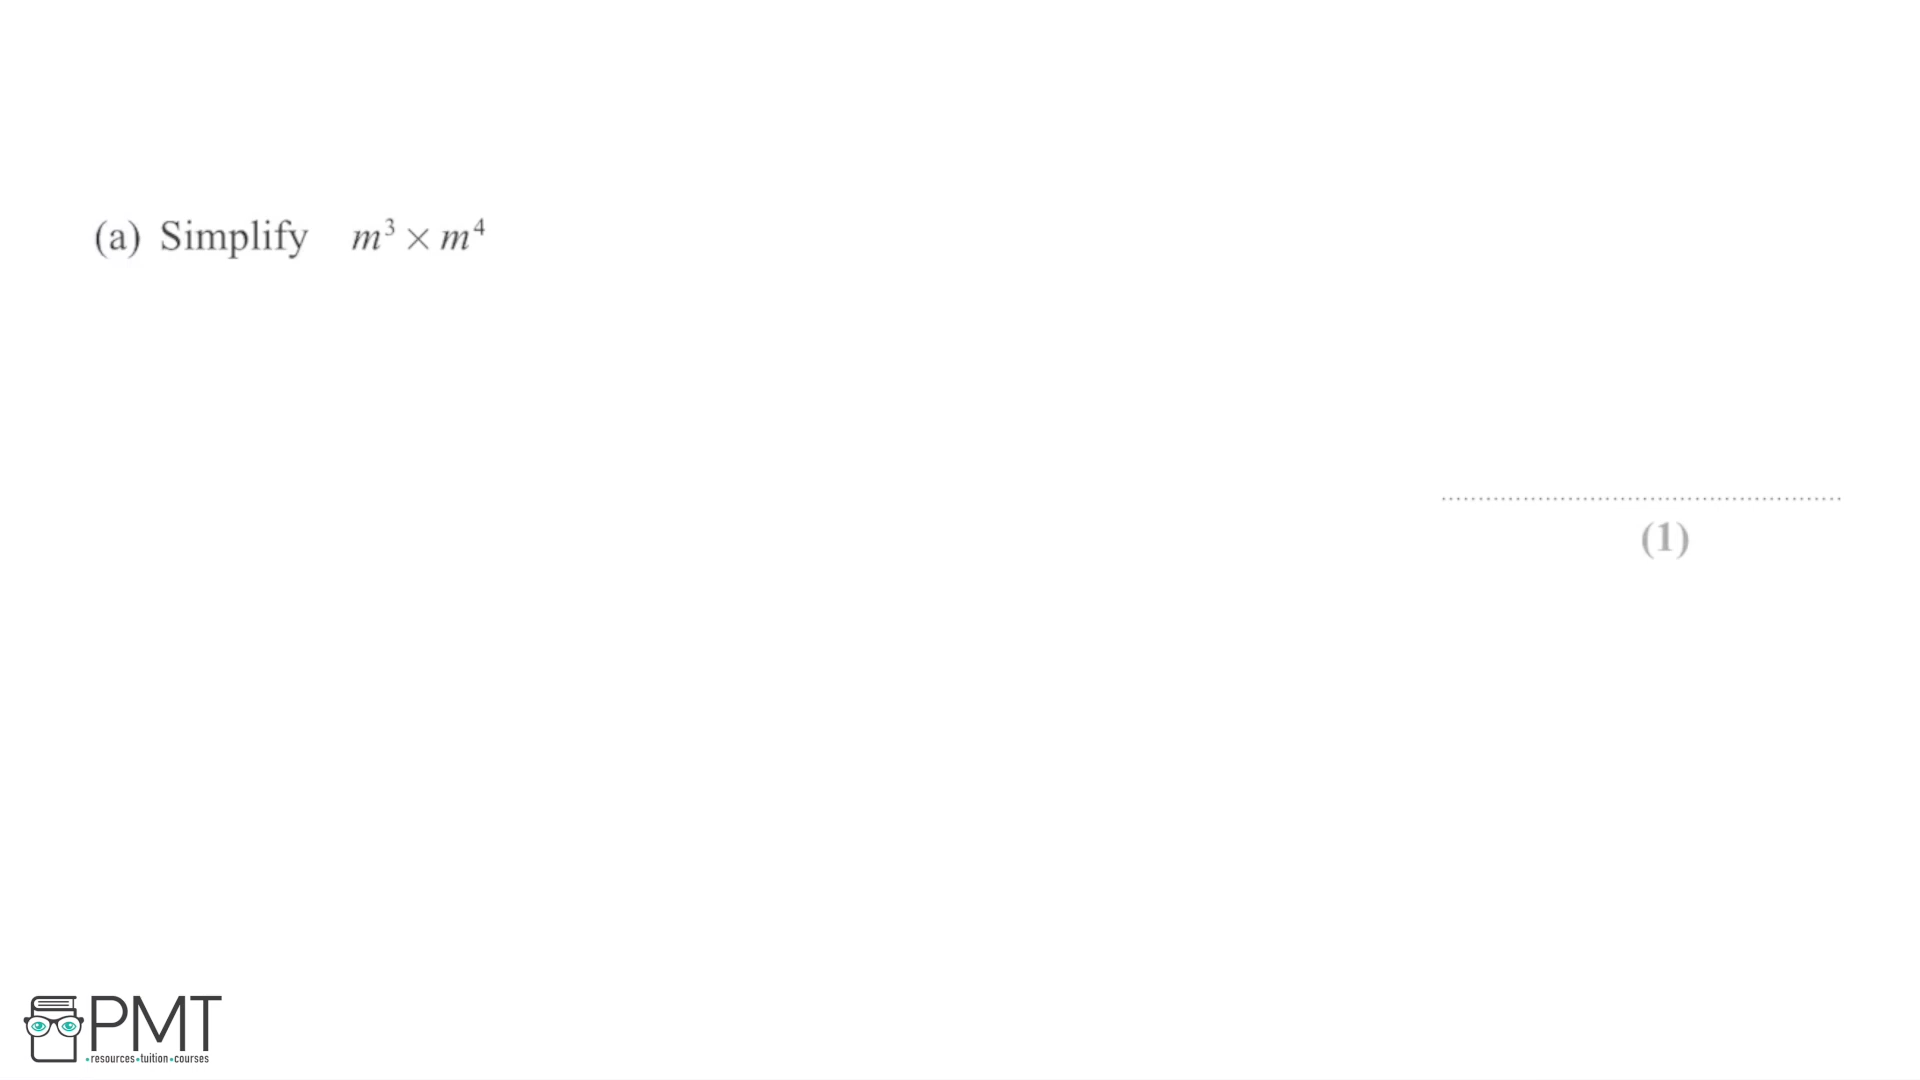 (a) Simplify m³ × m⁴
....................................................
(1)
PMT
•resources•tuition•courses